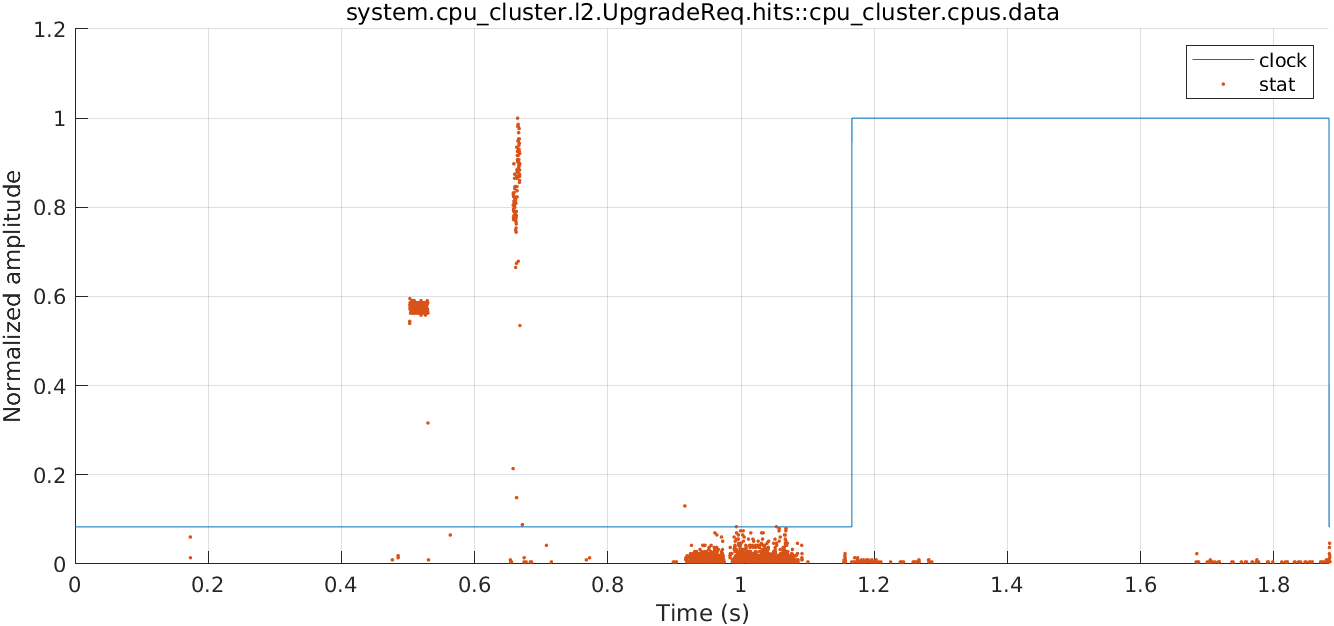 system.cpu_cluster.l2.UpgradeReq.hits::cpu_cluster.cpus.data
1.2
1
0.8
0.6
0.4
0.2
0
Normalized amplitude
clock
stat
0 0.2 0.4 0.6 0.8 1 1.2 1.4 1.6 1.8
Time (s)